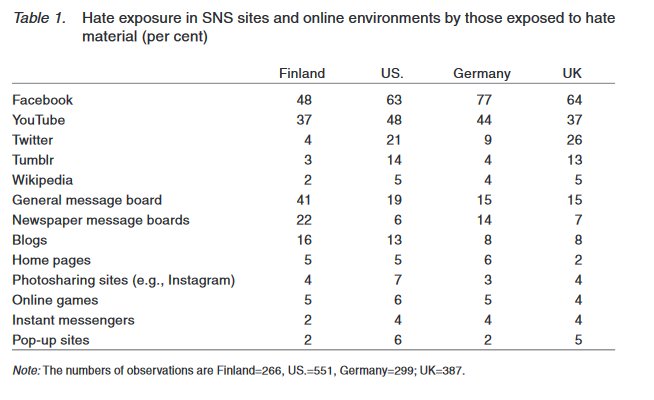 Table 1. Hate exposure in SNS sites and online environments by those exposed to hate
material (per cent)
Finland US. Germany UK
Facebook 48 63 77 64
YouTube 37 48 44 37
Twitter 4 21 9 26
Tumblr 3 14 4 13
Wikipedia 2 5 4 5
General message board 41 19 15 15
Newspaper message boards 22 6 14 7
Blogs 16 13 8 8
Home pages 5 5 6 2
Photosharing sites (e.g., Instagram) 4 7 3 4
Online games 5 6 5 4
Instant messengers 2 4 4 4
Pop-up sites 2 6 2 5
Note: The numbers of observations are Finland=266, US.=551, Germany=299; UK=387.